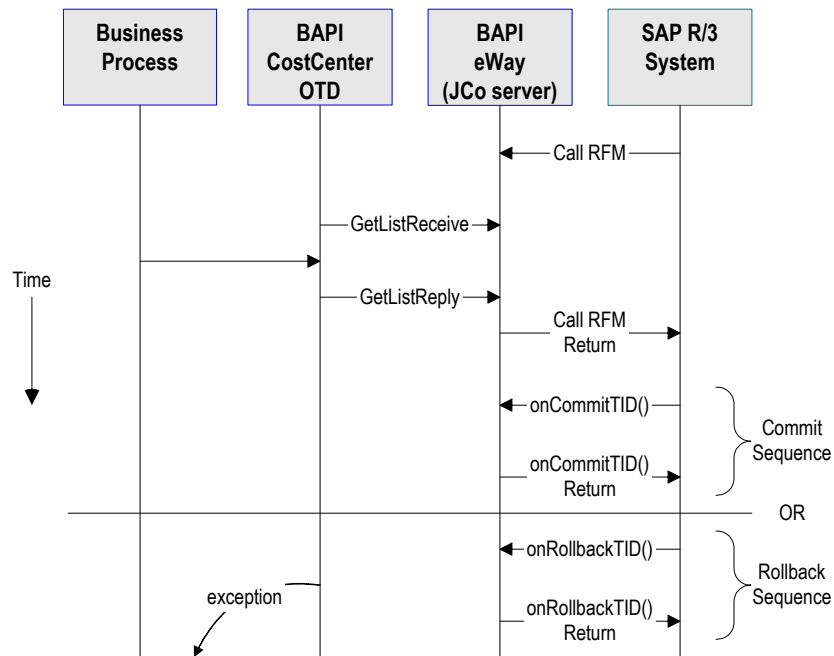 Business
Process
BAPI
CostCenter
OTD
BAPI
eWay
(JCo server)
SAP R/3
System
Call RFM
GetListReceive
Time
GetListReply
Call RFM
Return
onCommitTID()
Commit
Sequence
onCommitTID()
Return
OR
onRollbackTID()
Rollback
Sequence
exception
onRollbackTID()
Return